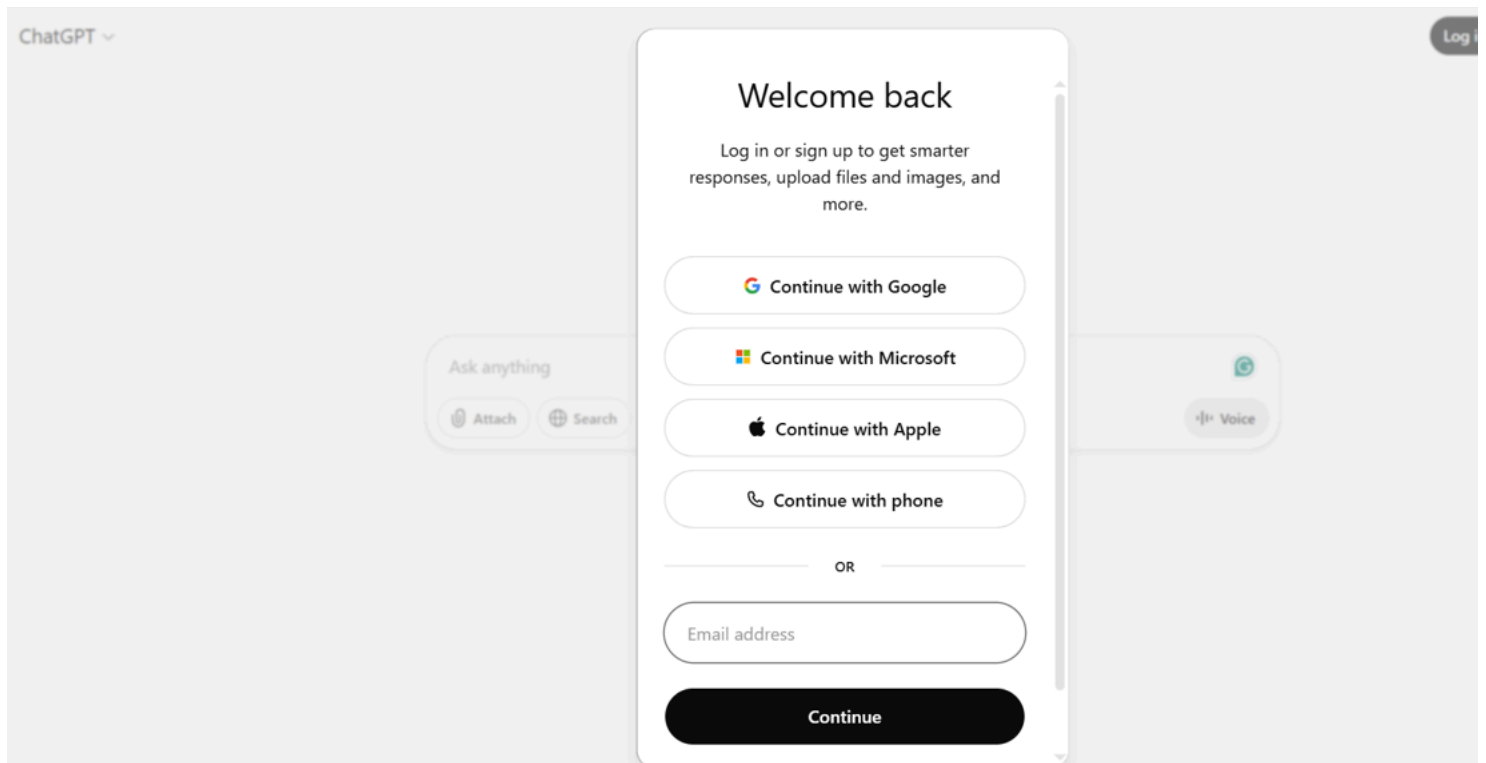 ChatGPT
Log i
Welcome back
Log in or sign up to get smarter
responses, upload files and images, and
more.
Continue with Google
Continue with Microsoft
Ask anything
Attach
Search
Voice
Continue with Apple
Continue with phone
OR
Email address
Continue